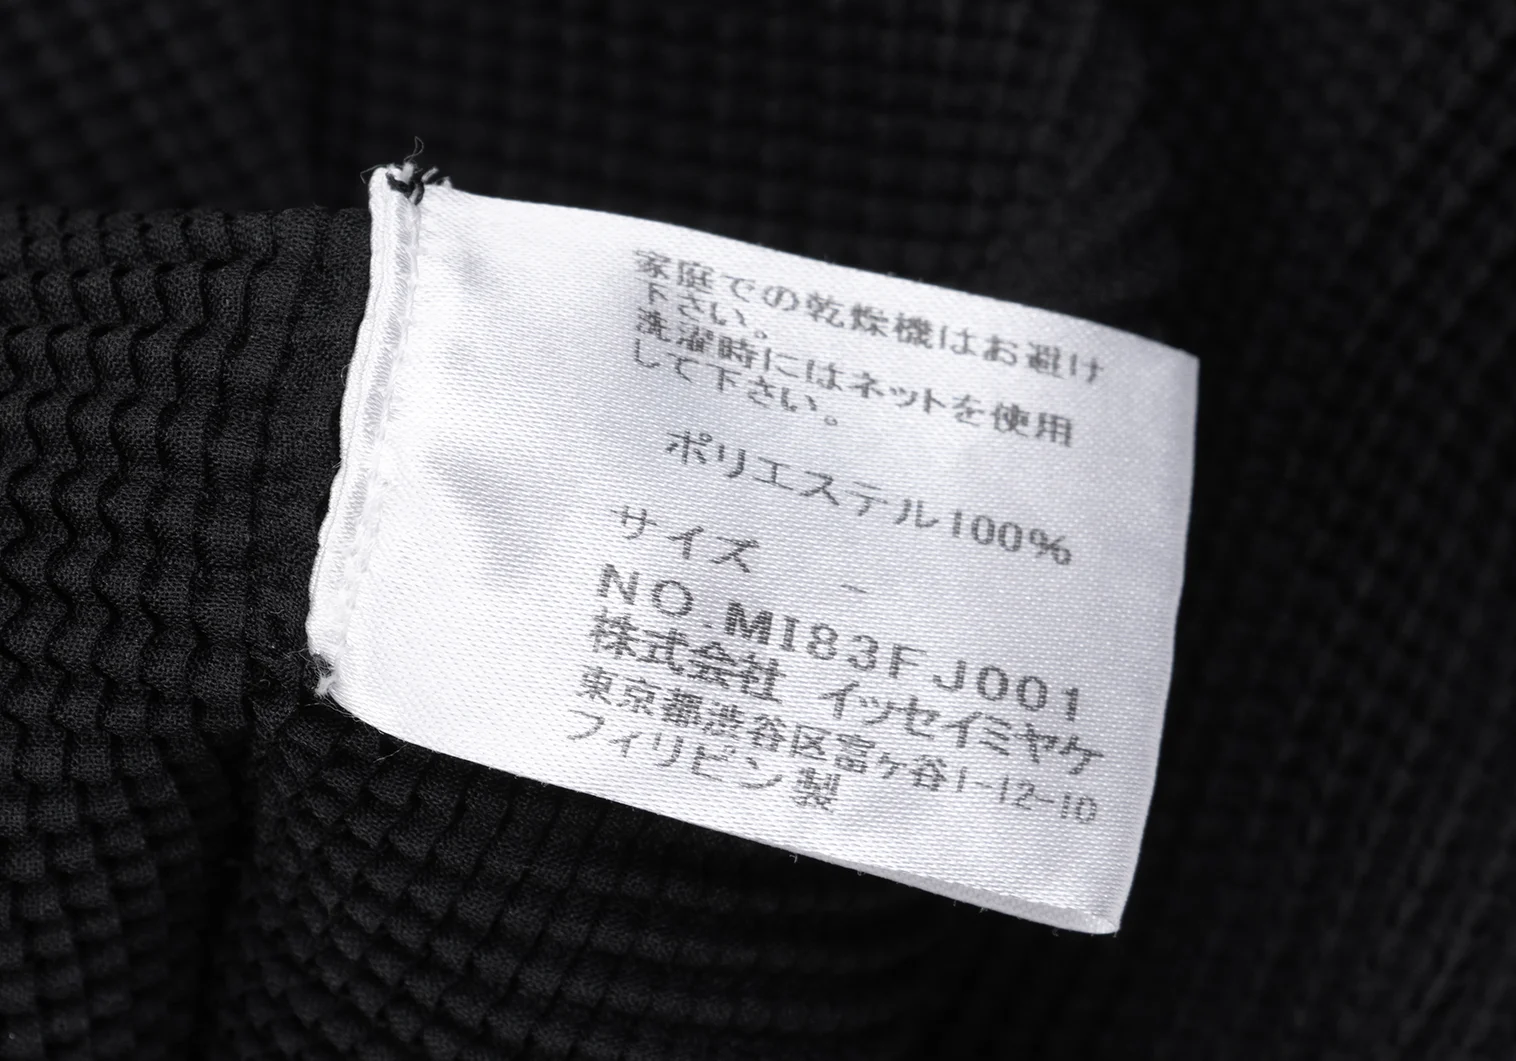 家庭での乾燥機はお避け
下さい。
洗濯時にはネットを使用
して下さい。
ポリエステル100%
サイズ －
NO.MI83FJ001
株式会社 イッセイミヤケ
東京都渋谷区富ヶ谷1-12-10
フィリピン製